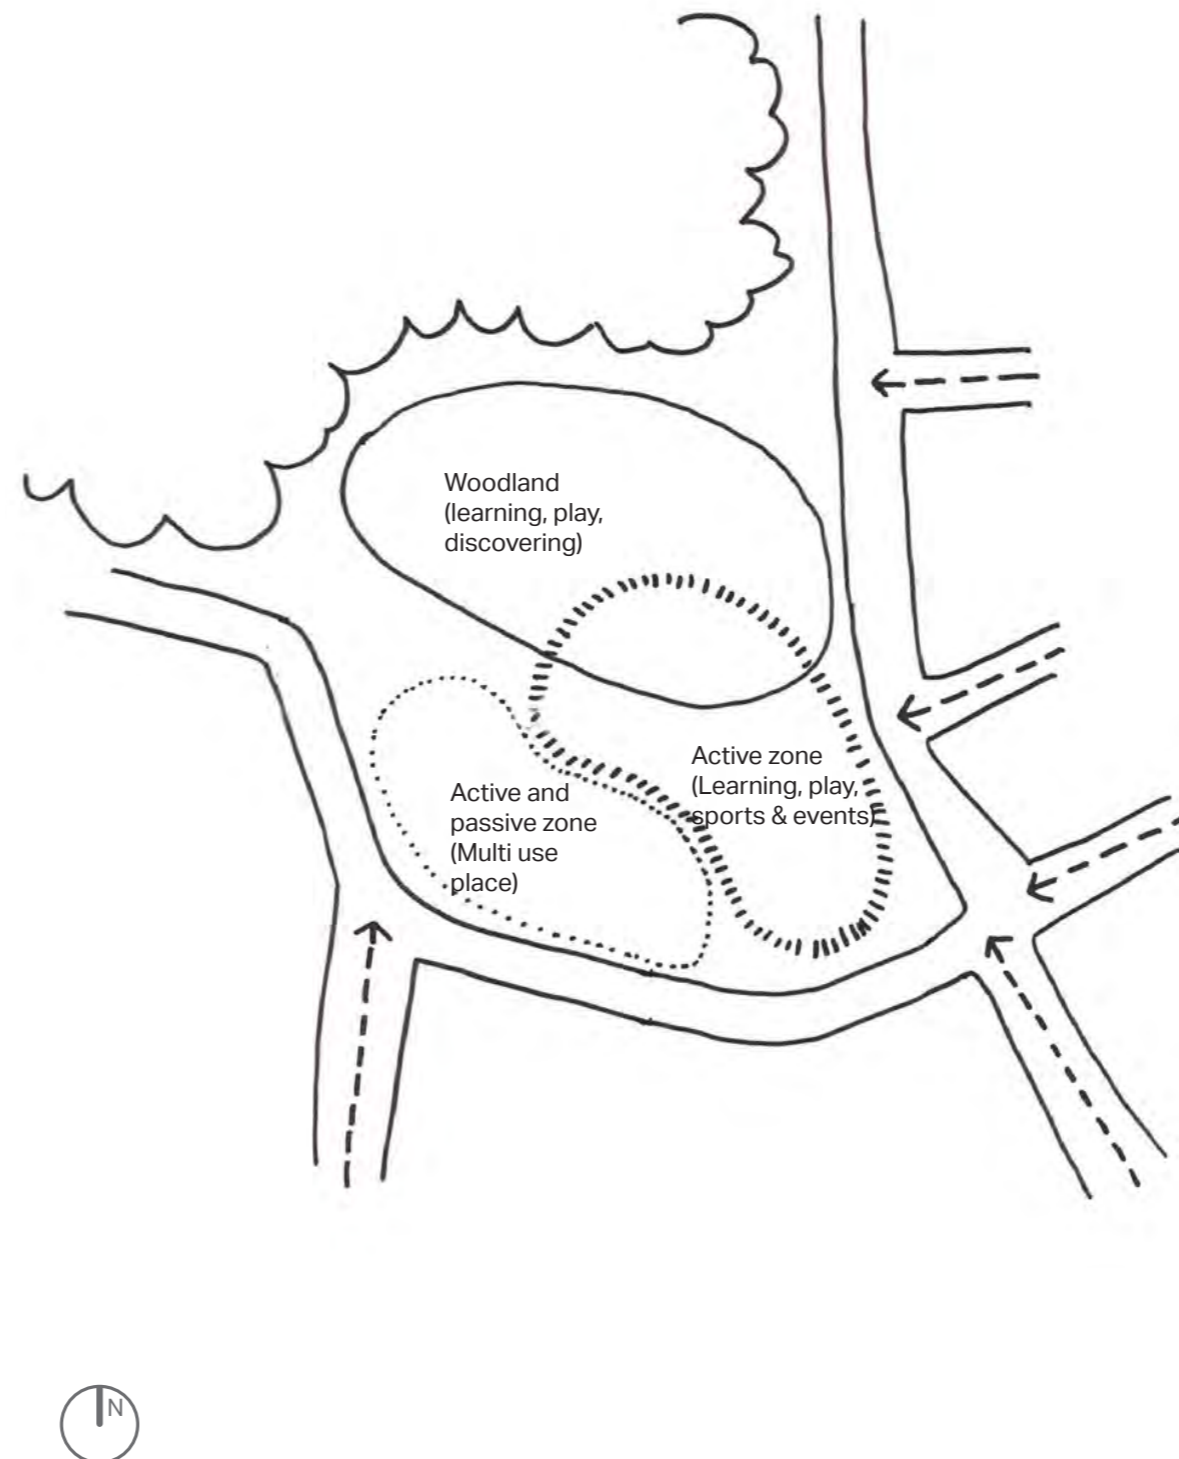 Woodland
(learning, play,
discovering)
Active zone
(Learning, play,
sports & events)
Active and
passive zone
(Multi use
place)
N